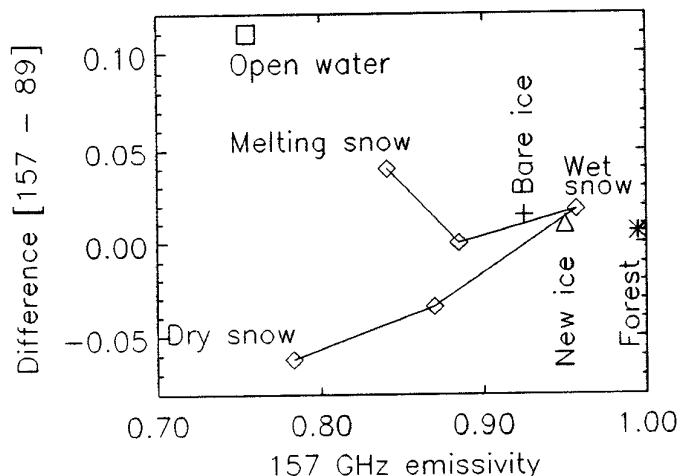 Difference [157 - 89]
0.10
0.05
0.00
-0.05
Open water
Melting snow
Bare ice
Wet
snow
Dry snow
New ice
Forest
0.70
0.80
0.90
1.00
157 GHz emissivity